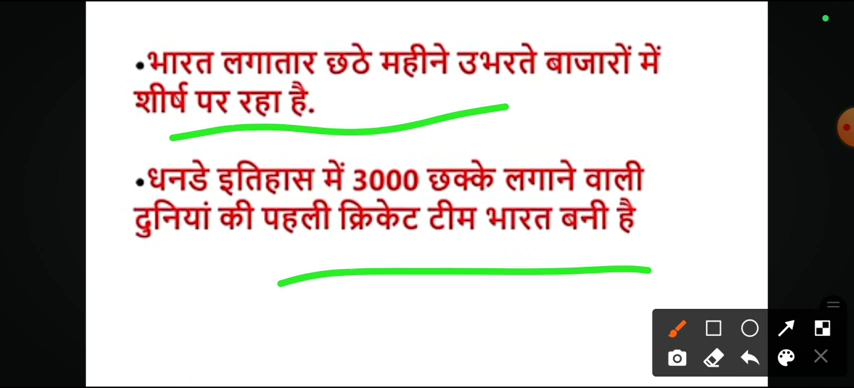 •भारत लगातार छठे महीने उभरते बाजारों में
शीर्ष पर रहा है.
•धनडे इतिहास में 3000 छक्के लगाने वाली
दुनियां की पहली क्रिकेट टीम भारत बनी है